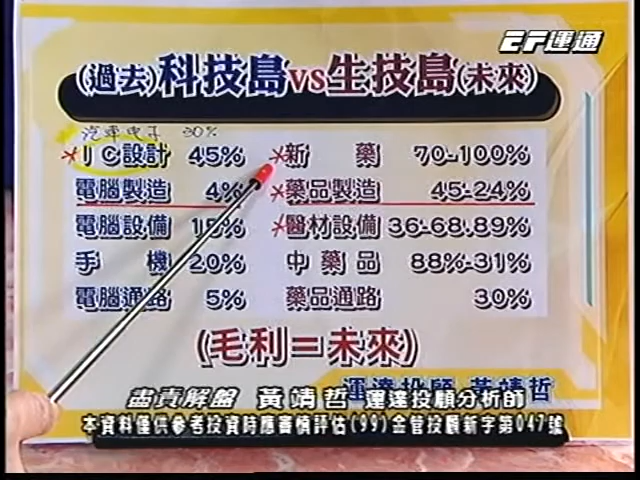 EF運通
(過去)科技島vs生技島(未來)
汽車电子 30%
*IC設計 45% *新藥 70-100%
電腦製造 4% *藥品製造 45-24%
電腦設備 15% *醫材設備 36-68.89%
手機 20% 中藥品 88%-31%
電腦通路 5% 藥品通路 30%
(毛利=未來)
運達投顧 黃靖哲
盡責解盤 黃靖哲 運達投顧分析師
本資料僅供參考投資時應審慎評估(99)金管投顧新字第047號